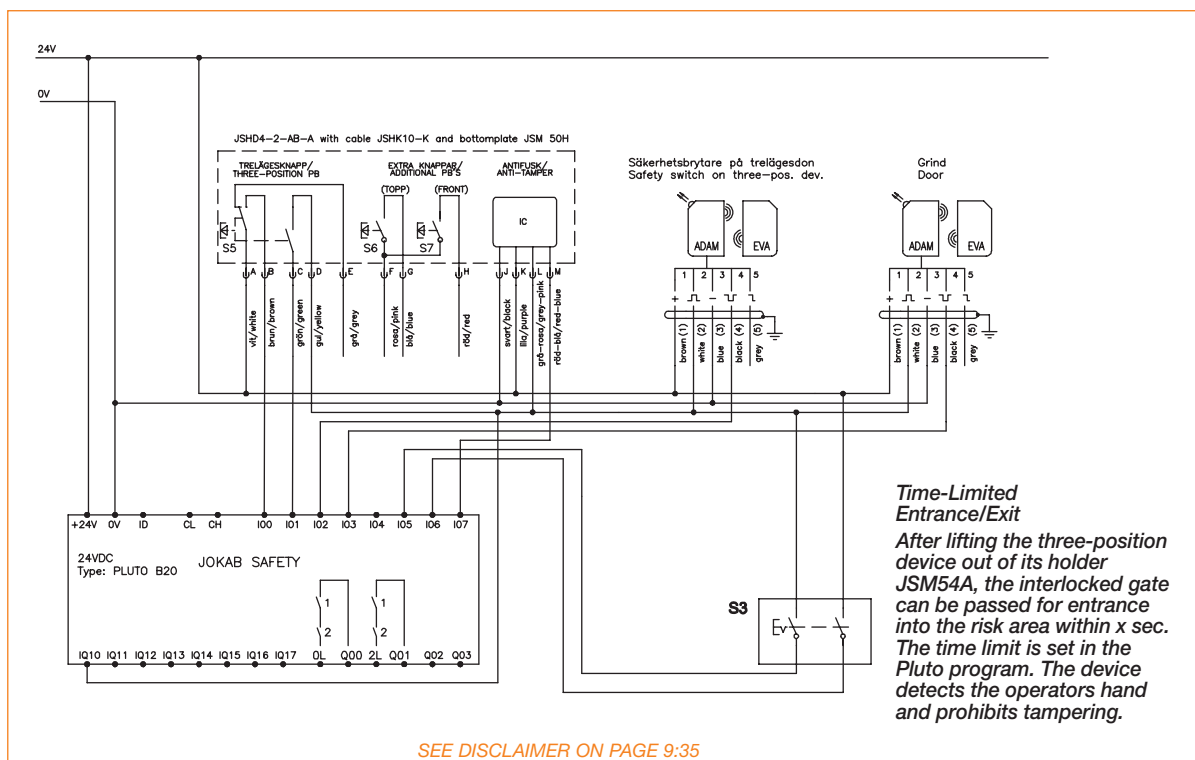 24V
0V
JSHD4-2-AB-A with cable JSHK10-K and bottomplate JSM 50H
TRELÄGESKNAPP/
THREE-POSITION PB
EXTRA KNAPPAR/
ADDITIONAL PB'S
(TOPP) (FRONT)
ANTIFUSK/
ANTI-TAMPER
IC
S5 S6 S7
A B C D E F G H J K L M
vit/white
brun/brown
grön/green
gul/yellow
grå/grey
rosa/pink
blå/blue
röd/red
svart/black
lila/purple
grå-rosa/grey-pink
röd-blå/red-blue
Säkerhetsbrytare på trelägesdon
Safety switch on three-pos. dev.
ADAM EVA
1 2 3 4 5
+ -
brown (1)
white (2)
blue (3)
black (4)
grey (5)
Grind
Door
ADAM EVA
1 2 3 4 5
+ -
brown (1)
white (2)
blue (3)
black (4)
grey (5)
+24V 0V ID CL CH I00 I01 I02 I03 I04 I05 I06 I07
24VDC
Type: PLUTO B20
JOKAB SAFETY
1 1
2 2
IQ10 IQ11 IQ12 IQ13 IQ14 IQ15 IQ16 IQ17 0L Q00 2L Q01 Q02 Q03
S3
Time-Limited
Entrance/Exit
After lifting the three-position
device out of its holder
JSM54A, the interlocked gate
can be passed for entrance
into the risk area within x sec.
The time limit is set in the
Pluto program. The device
detects the operators hand
and prohibits tampering.
SEE DISCLAIMER ON PAGE 9:35